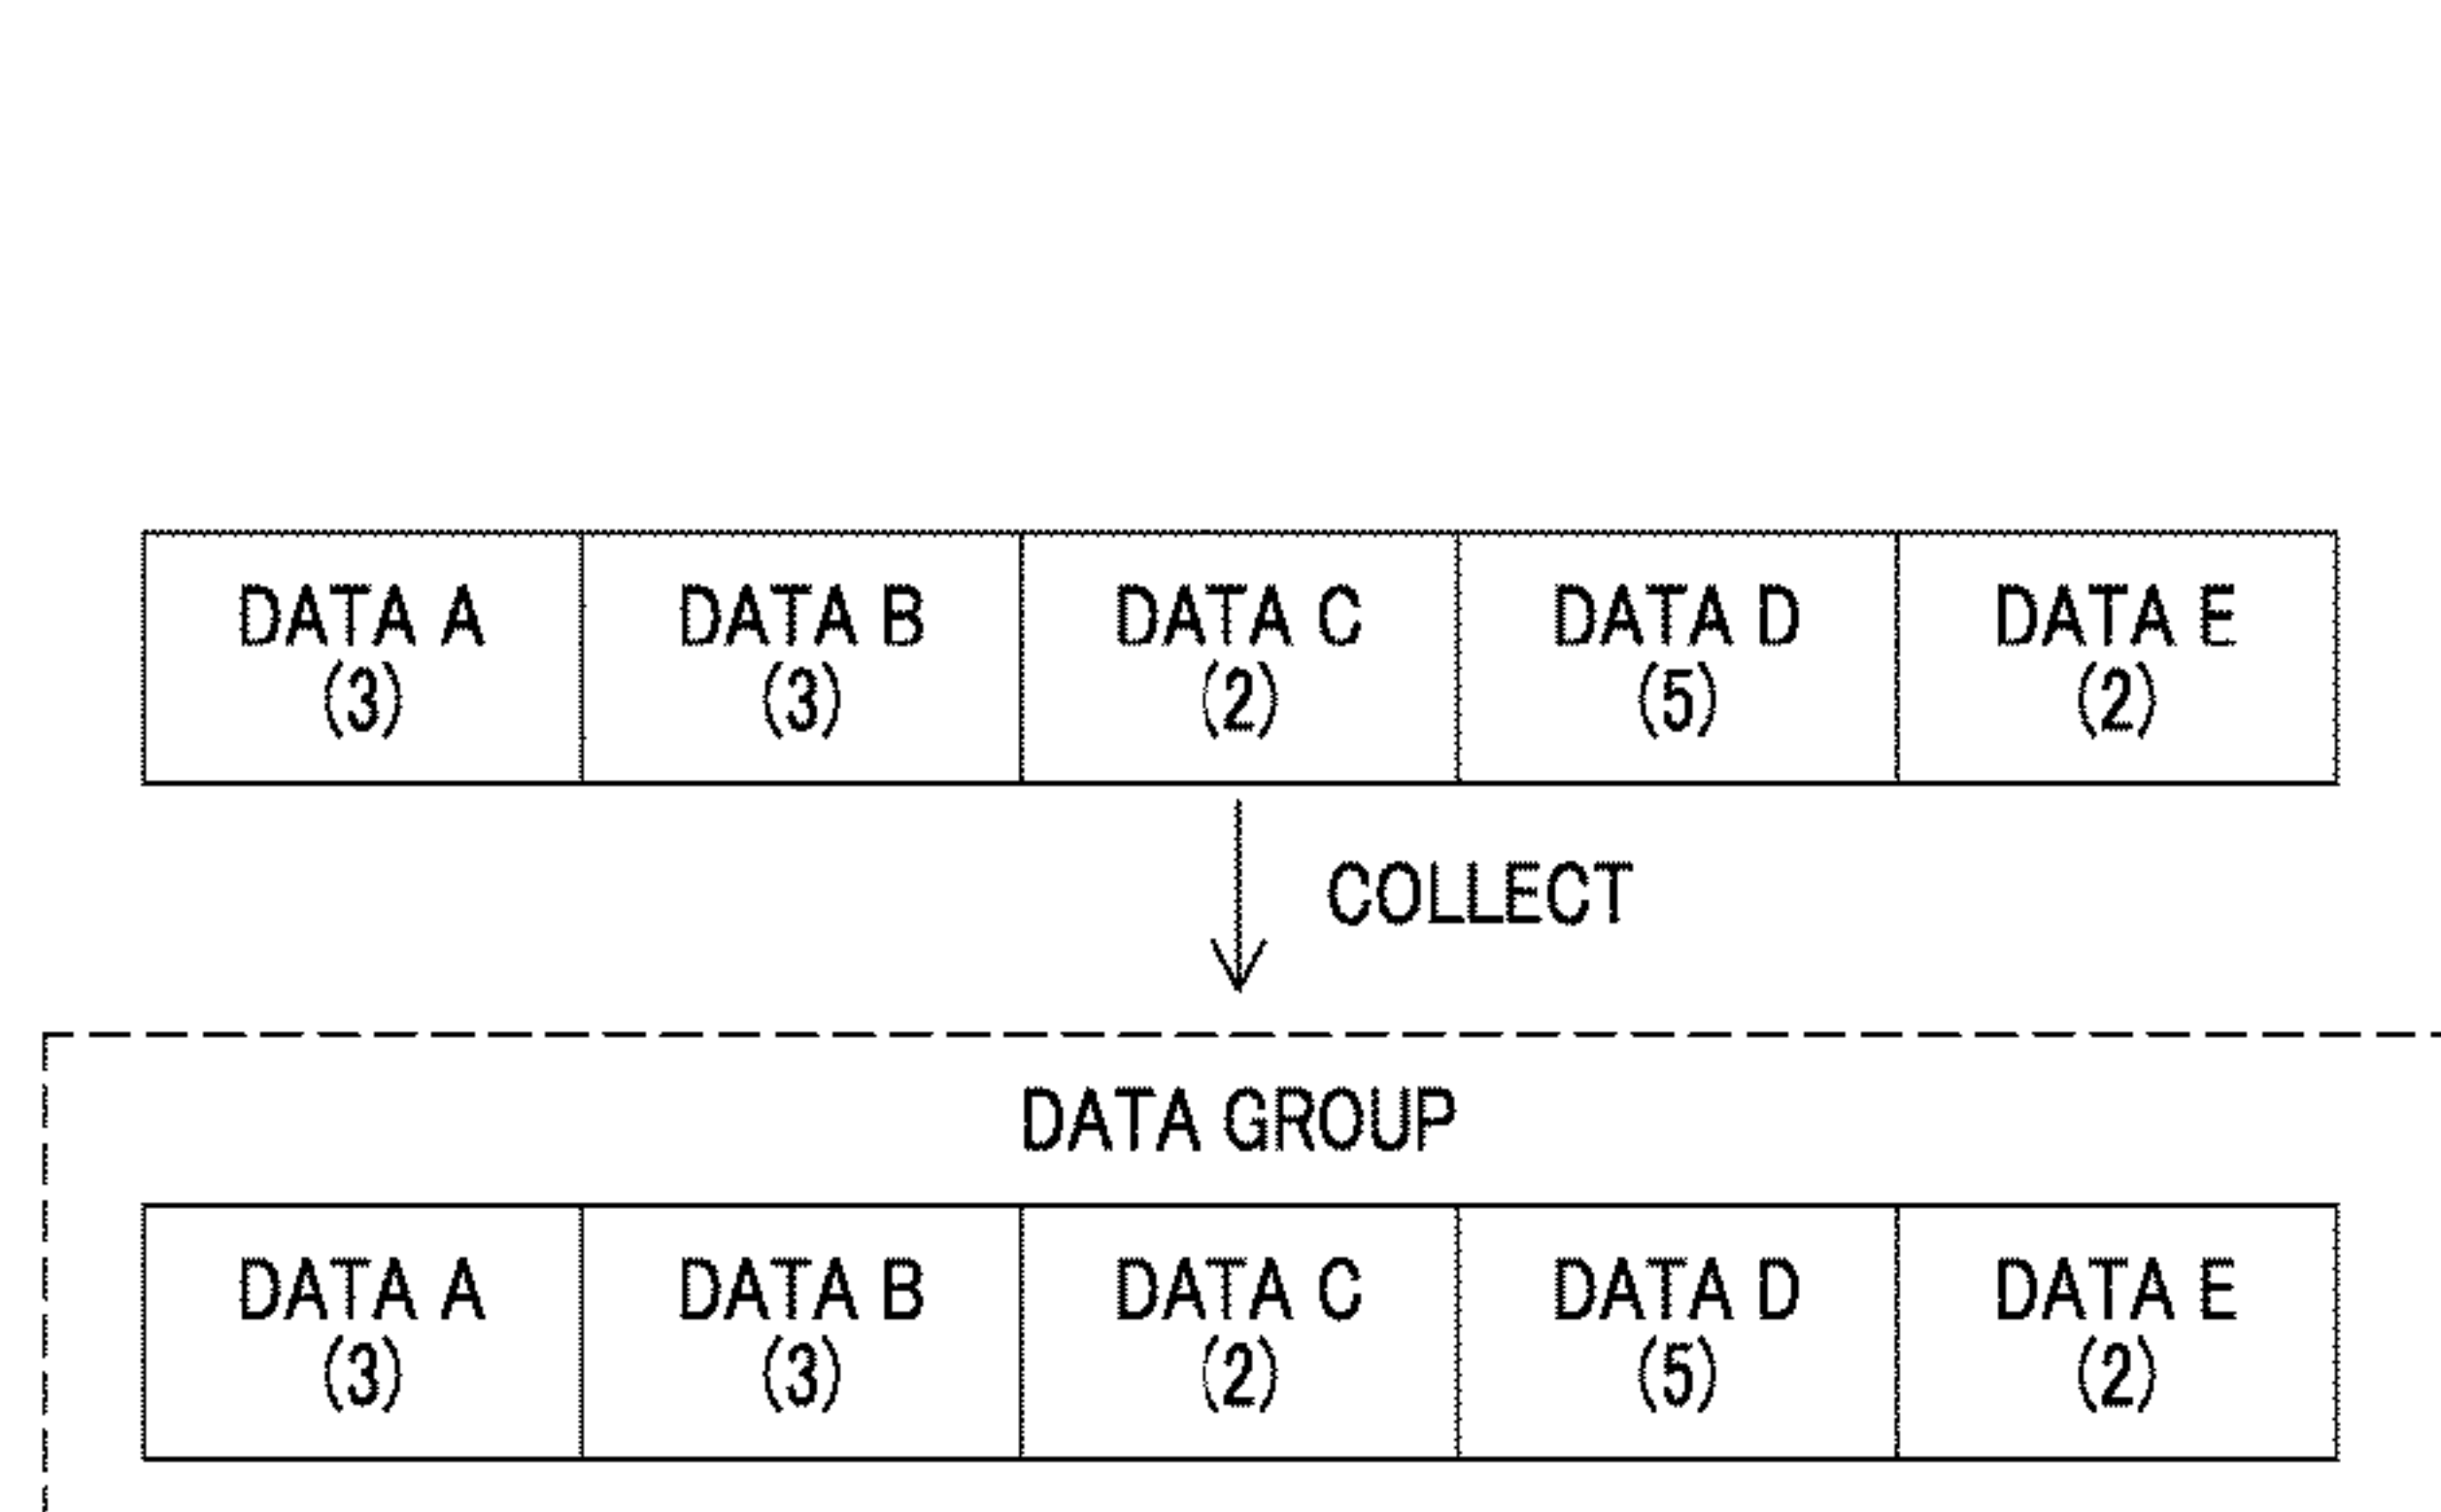 DATA A DATA B DATA C DATA D DATA E
(3) (3) (2) (5) (2)
COLLECT
DATA GROUP
DATA A DATA B DATA C DATA D DATA E
(3) (3) (2) (5) (2)